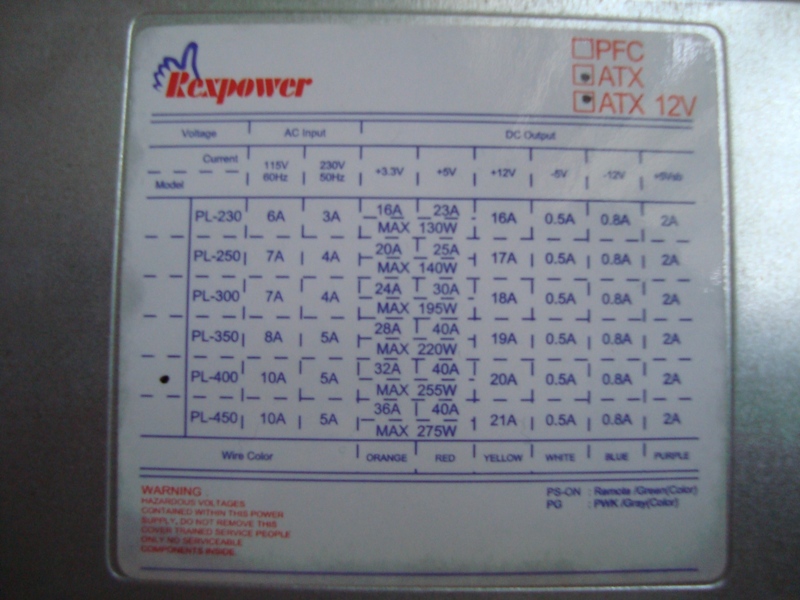 Rexpower
PFC
ATX
ATX 12V
Voltage AC Input DC Output
Current 115V 60Hz 230V 50Hz +3.3V +5V +12V -5V -12V +5Vsb
Model
PL-230 6A 3A 16A 23A 16A 0.5A 0.8A 2A
MAX 130W
PL-250 7A 4A 20A 25A 17A 0.5A 0.8A 2A
MAX 140W
PL-300 7A 4A 24A 30A 18A 0.5A 0.8A 2A
MAX 195W
PL-350 8A 5A 28A 40A 19A 0.5A 0.8A 2A
MAX 220W
PL-400 10A 5A 32A 40A 20A 0.5A 0.8A 2A
MAX 255W
PL-450 10A 5A 36A 40A 21A 0.5A 0.8A 2A
MAX 275W
Wire Color ORANGE RED YELLOW WHITE BLUE PURPLE
WARNING
HAZARDOUS VOLTAGES
CONTAINED WITHIN THIS POWER
SUPPLY, DO NOT REMOVE THIS
COVER TRAINED SERVICE PEOPLE
ONLY NO SERVICEABLE
COMPONENTS INSIDE.
PS-ON : Remote /Green(Color)
PG : PWK /Gray(Color)